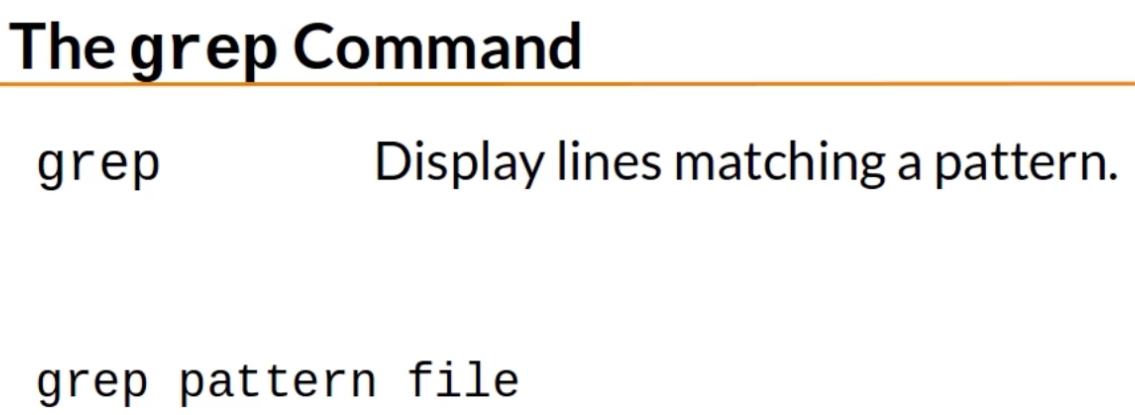 The grep Command
grep Display lines matching a pattern.
grep pattern file